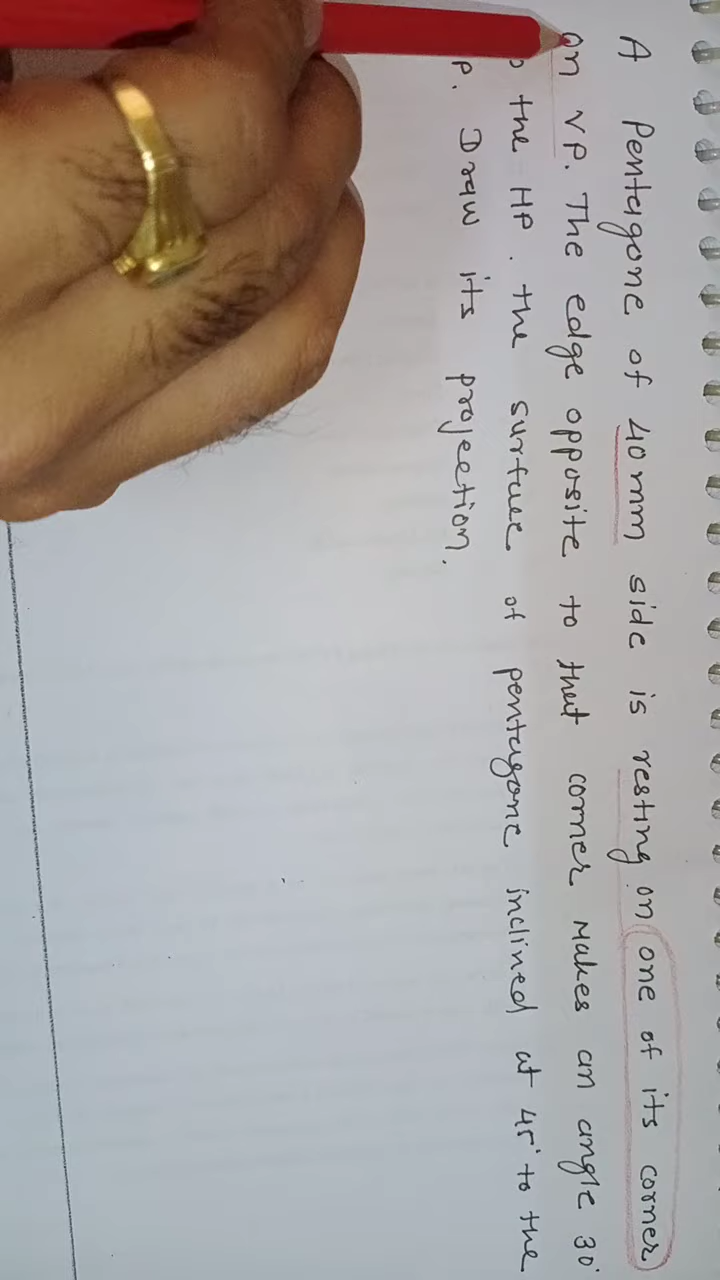 A Pentagone of 40mm side is resting on one of its corner
on VP. The edge opposite to that corner makes an angle 30°
the HP. the surface of pentagone inclined at 45° to the
P. Draw its projection.